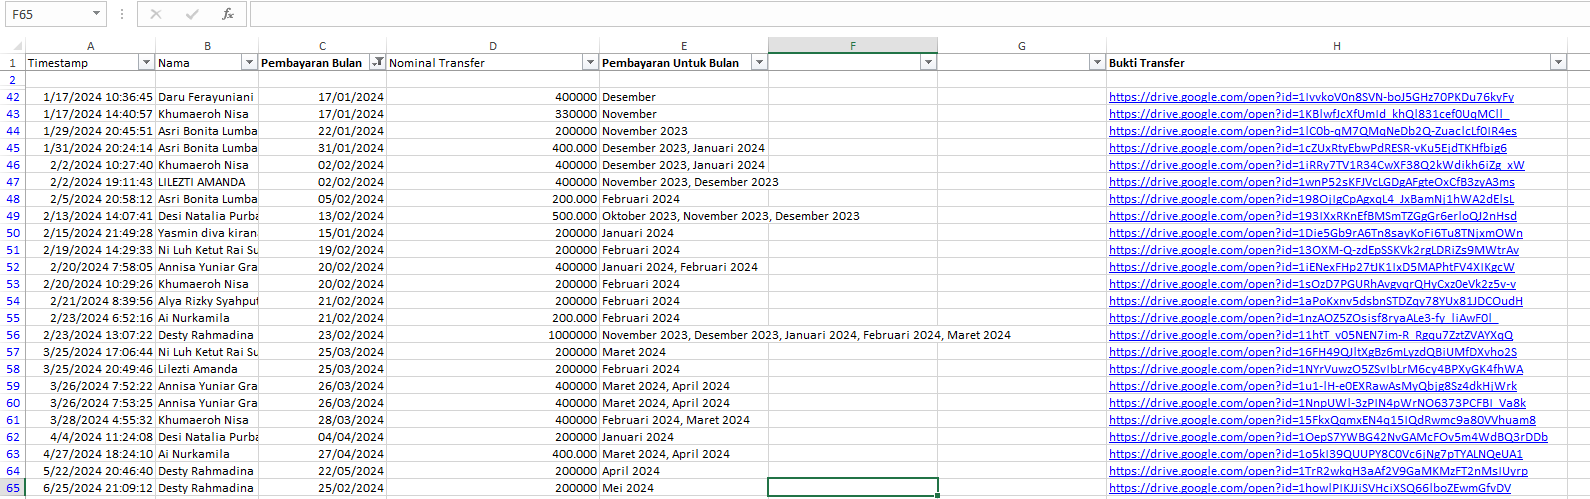 F65 fx
A B C D E F G H
1 Timestamp Nama Pembayaran Bulan Nominal Transfer Pembayaran Untuk Bulan Bukti Transfer
2
42 1/17/2024 10:36:45 Daru Ferayuniani 17/01/2024 400000 Desember https://drive.google.com/open?id=1IvvkoV0n8SVN-boJ5GHz70PKDu76kyFy
43 1/17/2024 14:40:57 Khumaeroh Nisa 17/01/2024 330000 November https://drive.google.com/open?id=1KBlwfJcXfUmId_khQl831cef0UqMCll_
44 1/29/2024 20:45:51 Asri Bonita Lumba 22/01/2024 200000 November 2023 https://drive.google.com/open?id=1lC0b-qM7QMqNeDb2Q-ZuaclcLf0IR4es
45 1/31/2024 20:24:14 Asri Bonita Lumba 31/01/2024 400.000 Desember 2023, Januari 2024 https://drive.google.com/open?id=1cZUxRtyEbwPdRESR-vKu5EjdTKHfbig6
46 2/2/2024 10:27:40 Khumaeroh Nisa 02/02/2024 400000 Desember 2023, Januari 2024 https://drive.google.com/open?id=1iRRy7TV1R34CwXF38Q2kWdikh6iZg_xW
47 2/2/2024 19:11:43 LILEZTI AMANDA 02/02/2024 400000 November 2023, Desember 2023 https://drive.google.com/open?id=1wnP52sKFJVcLGDgAFgteOxCfB3zyA3ms
48 2/5/2024 20:58:12 Asri Bonita Lumba 05/02/2024 200.000 Februari 2024 https://drive.google.com/open?id=198OjIgCpAgxqL4_JxBamNj1hWA2dElsL
49 2/13/2024 14:07:41 Desi Natalia Purba 13/02/2024 500.000 Oktober 2023, November 2023, Desember 2023 https://drive.google.com/open?id=193IXxRKnEfBMSmTZGgGr6erloQJ2nHsd
50 2/15/2024 21:49:28 Yasmin diva kiran 15/01/2024 200000 Januari 2024 https://drive.google.com/open?id=1Die5Gb9rA6Tn8sayKoFi6Tu8TNjxmOWn
51 2/19/2024 14:29:33 Ni Luh Ketut Rai Su 19/02/2024 200000 Februari 2024 https://drive.google.com/open?id=13OXM-Q-zdEpSSKVk2rgLDRiZs9MWtrAv
52 2/20/2024 7:58:05 Annisa Yuniar Gra 20/02/2024 400000 Januari 2024, Februari 2024 https://drive.google.com/open?id=1iENexFHp27tJK1IxD5MAPhtFV4XIKgcW
53 2/20/2024 10:29:26 Khumaeroh Nisa 20/02/2024 200000 Februari 2024 https://drive.google.com/open?id=1sOzD7PGURhAvgvqrQHyCxz0eVk2z5v-v
54 2/21/2024 8:39:56 Alya Rizky Syahput 21/02/2024 200000 Februari 2024 https://drive.google.com/open?id=1aPoKxnv5dsbnSTDZqy78YUx81JDCOudH
55 2/23/2024 6:52:16 Ai Nurkamila 21/02/2024 200.000 Februari 2024 https://drive.google.com/open?id=1nzAOZ5ZOsisf8ryaALe3-fy_liAwF0l_
56 2/23/2024 13:07:22 Desty Rahmadina 23/02/2024 1000000 November 2023, Desember 2023, Januari 2024, Februari 2024, Maret 2024 https://drive.google.com/open?id=11htT_v05NEN7im-R_Rgqu7ZztZVAYXqQ
57 3/25/2024 17:06:44 Ni Luh Ketut Rai Su 25/03/2024 200000 Maret 2024 https://drive.google.com/open?id=16FH49QJltXgBz6mLyzdQBiUMfDXvho2S
58 3/25/2024 20:49:46 Lilezti Amanda 25/03/2024 200000 Februari 2024 https://drive.google.com/open?id=1NYrVuwzO5ZSvIbLrM6cy4BPXyGK4fhWA
59 3/26/2024 7:52:22 Annisa Yuniar Gra 26/03/2024 400000 Maret 2024, April 2024 https://drive.google.com/open?id=1u1-lH-e0EXRawAsMyQbjg8Sz4dkHjWrk
60 3/26/2024 7:53:25 Annisa Yuniar Gra 26/03/2024 400000 Maret 2024, April 2024 https://drive.google.com/open?id=1NnpUWl-3zPIN4pWrNO6373PCFBI_Va8k
61 3/28/2024 4:55:32 Khumaeroh Nisa 28/03/2024 400000 Februari 2024, Maret 2024 https://drive.google.com/open?id=15FkxQqmxEN4q15IQdRwmc9a80VVhuam8
62 4/4/2024 11:24:08 Desi Natalia Purba 04/04/2024 200000 Januari 2024 https://drive.google.com/open?id=1OepS7YWBG42NvGAMcFOv5m4WdBQ3rDDb
63 4/27/2024 18:24:10 Ai Nurkamila 27/04/2024 400.000 Maret 2024, April 2024 https://drive.google.com/open?id=1o5kI39QUUPY8C0Vc6jNg7pTYALNQeUA1
64 5/22/2024 20:46:40 Desty Rahmadina 22/05/2024 200000 April 2024 https://drive.google.com/open?id=1TrR2wkqH3aAf2V9GaMKMzFT2nMsIUyrp
65 6/25/2024 21:09:12 Desty Rahmadina 25/02/2024 200000 Mei 2024 https://drive.google.com/open?id=1howlPIKJJiSVHciXSQ66lboZEwmGfvDV